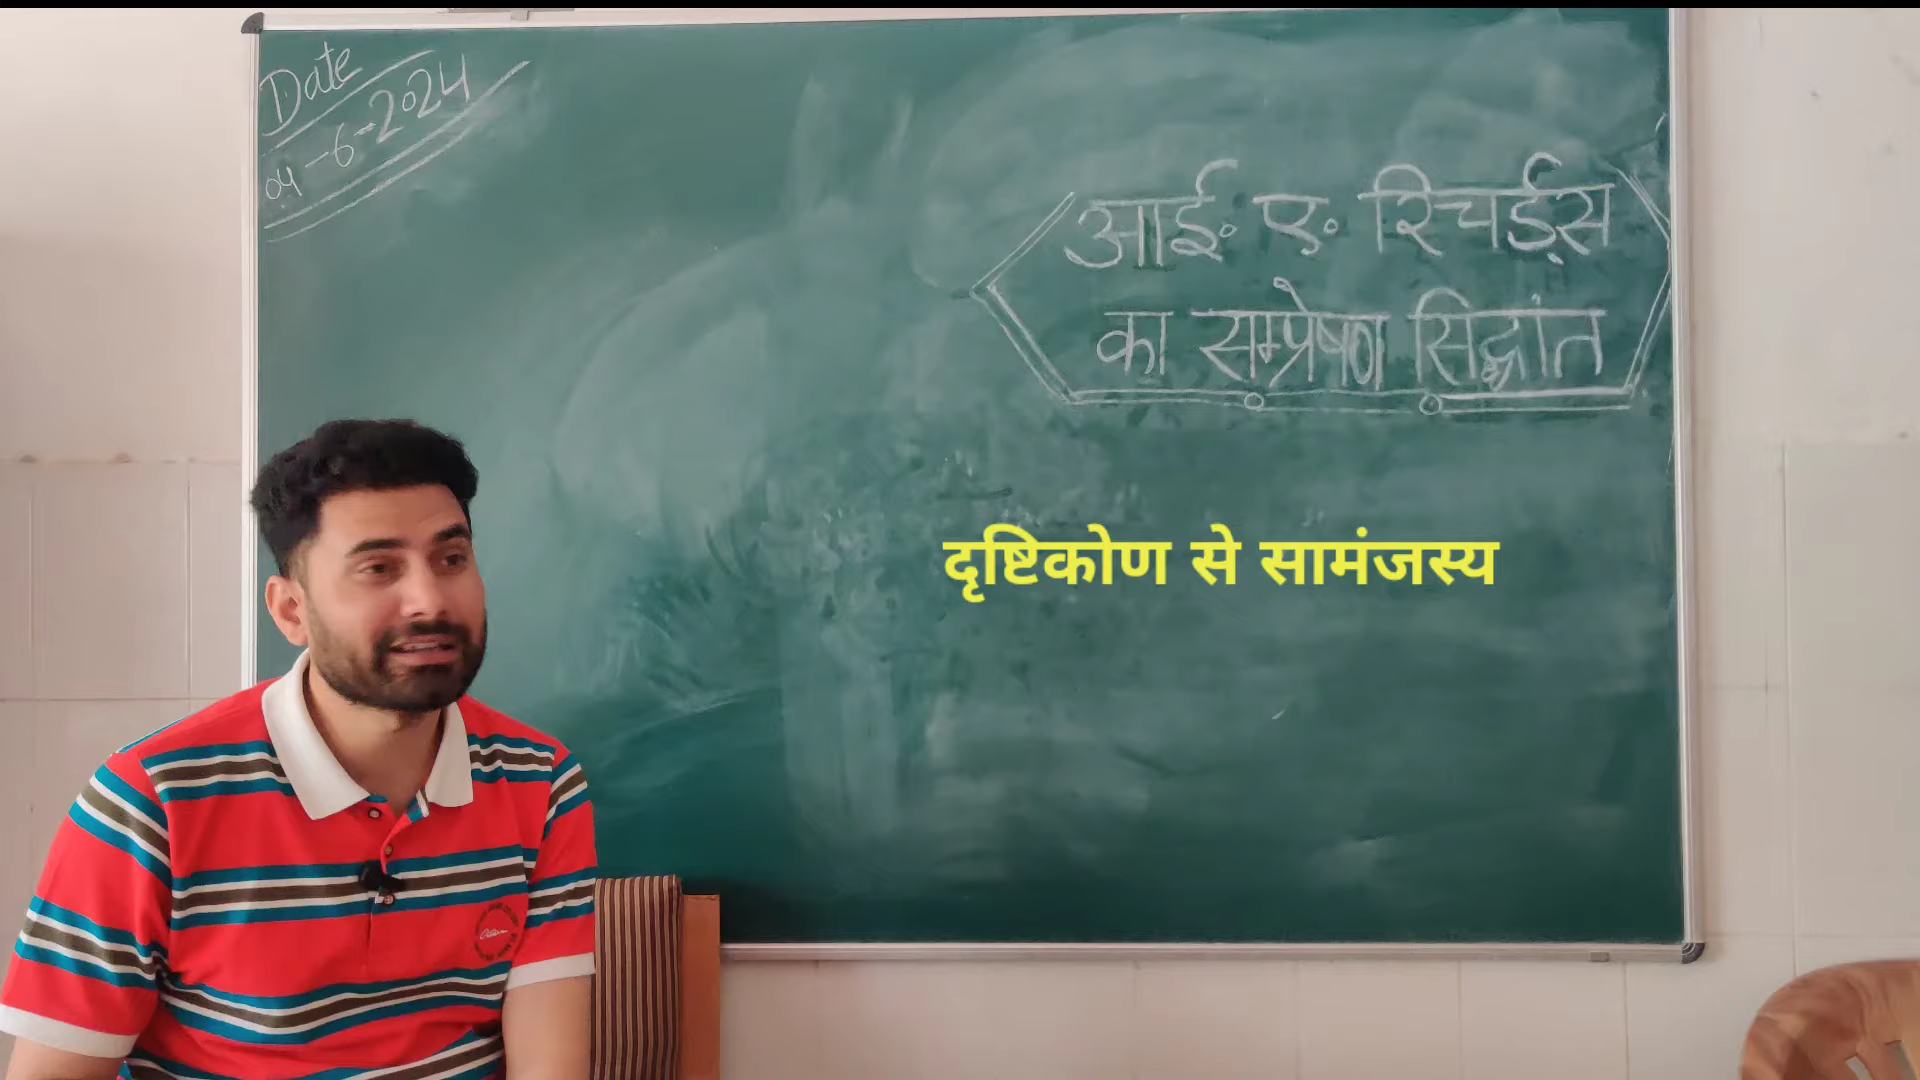 Date
04-6-2024
आई. ए. रिचर्ड्स
का सम्प्रेषण सिद्धांत
दृष्टिकोण से सामंजस्य